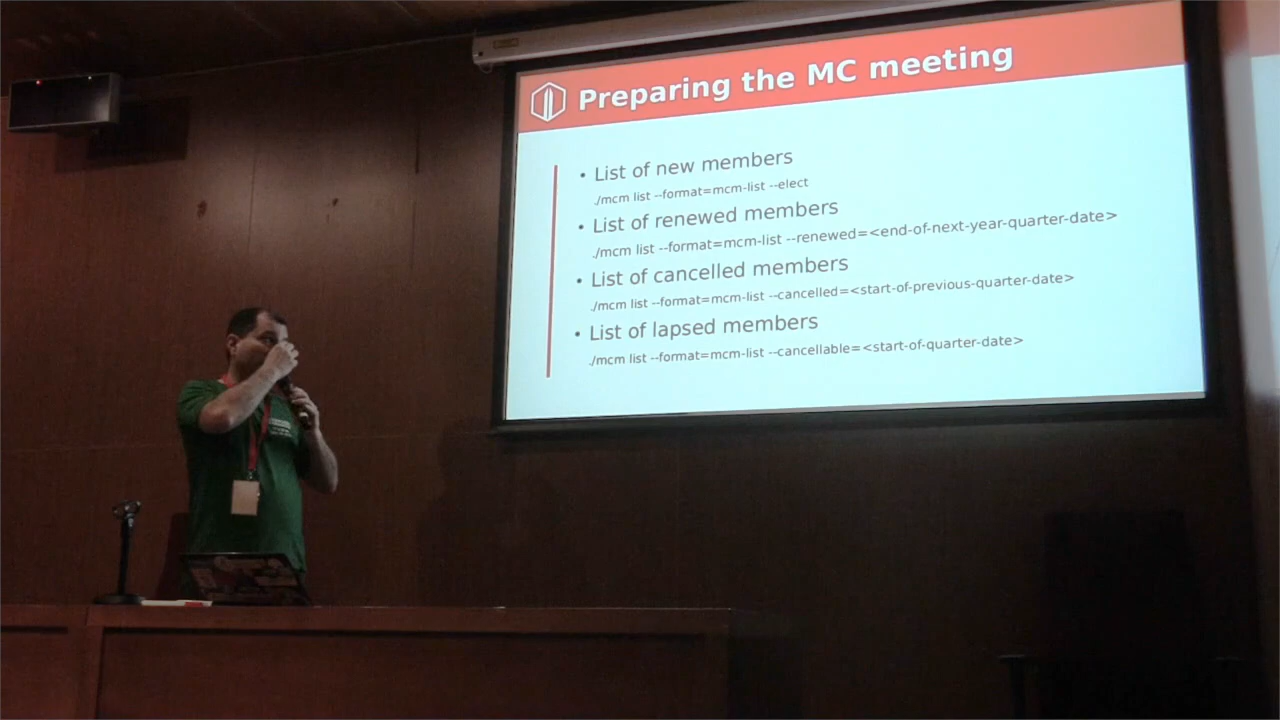 Preparing the MC meeting
• List of new members
./mcm list --format=mcm-list --elect
• List of renewed members
./mcm list --format=mcm-list --renewed=<end-of-next-year-quarter-date>
• List of cancelled members
./mcm list --format=mcm-list --cancelled=<start-of-previous-quarter-date>
• List of lapsed members
./mcm list --format=mcm-list --cancellable=<start-of-quarter-date>